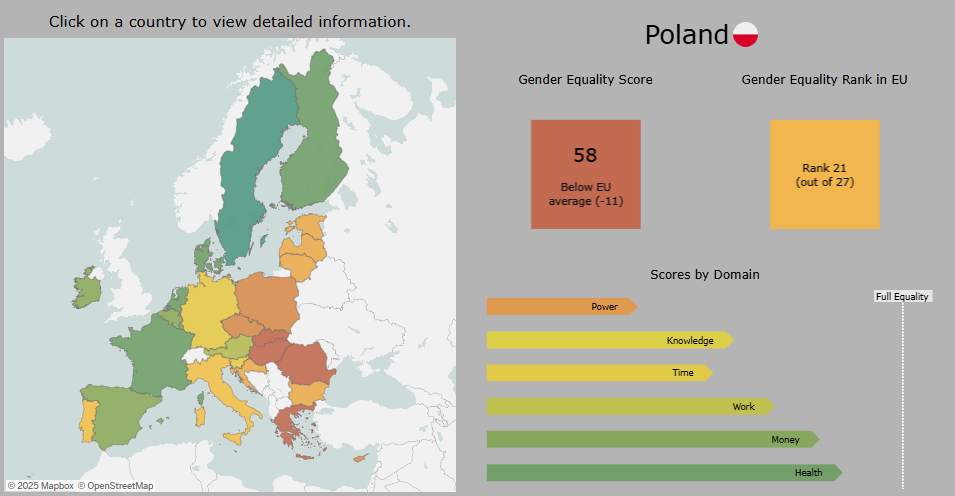 Click on a country to view detailed information.
Poland
Gender Equality Score
Gender Equality Rank in EU
58
Below EU
average (-11)
Rank 21
(out of 27)
Scores by Domain
Full Equality
Power
Knowledge
Time
Work
Money
Health
© 2025 Mapbox © OpenStreetMap